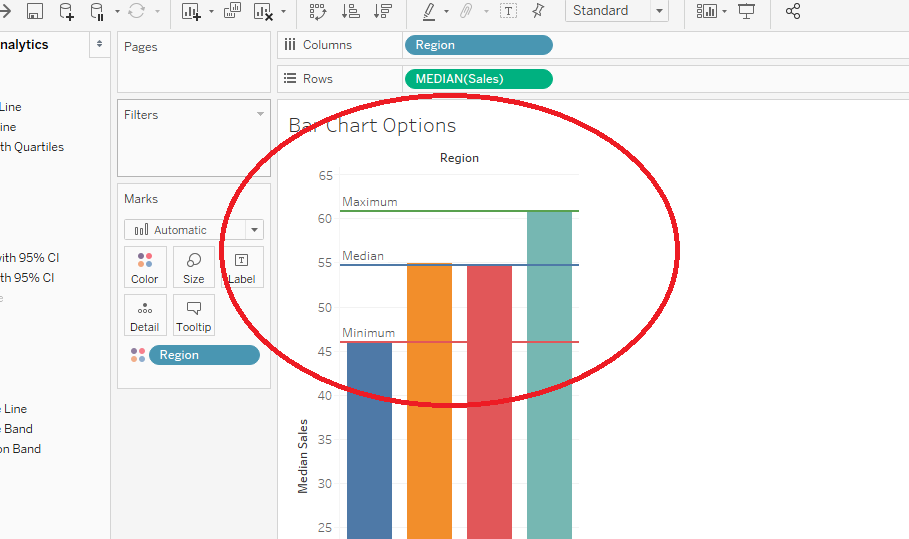 Standard
nalytics
Line
ine
th Quartiles
with 95% CI
th 95% CI
e
e Line
e Band
on Band
Pages
Filters
Marks
Automatic
Color
Size
Label
Detail
Tooltip
Region
Columns
Region
Rows
MEDIAN(Sales)
Bar Chart Options
Region
65
Maximum
60
Median
55
50
Minimum
45
40
35
30
25
Median Sales